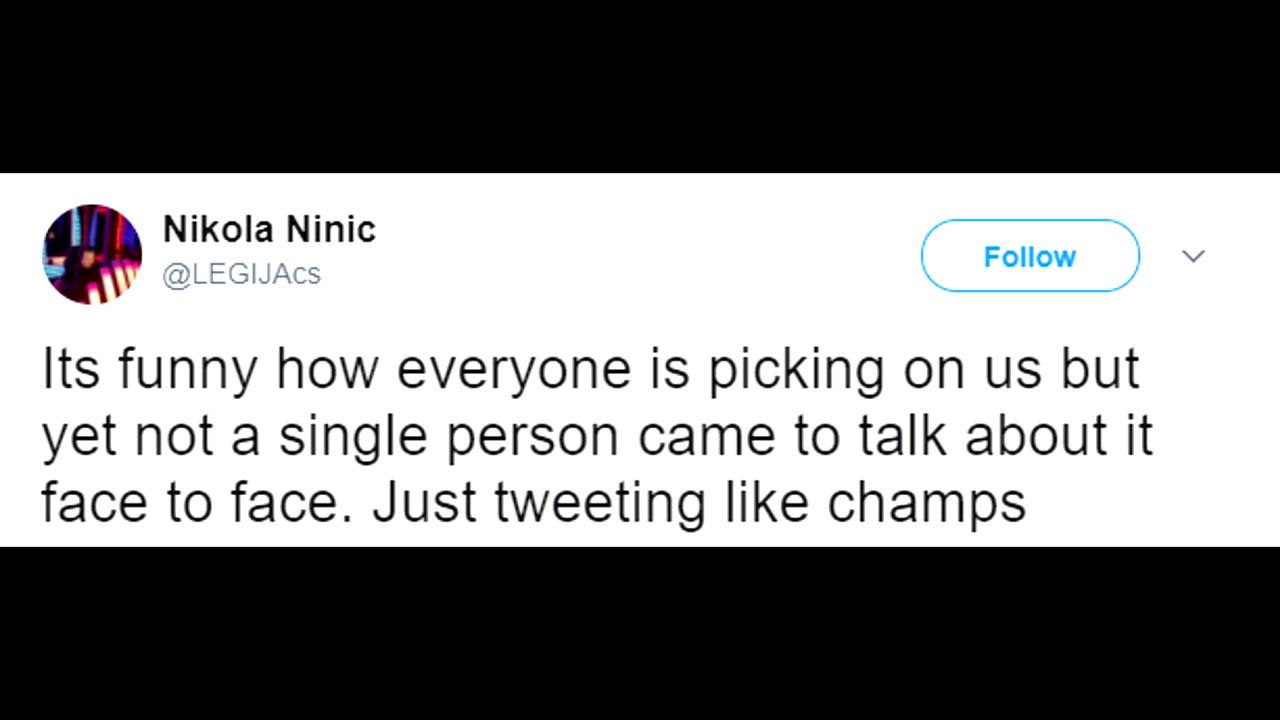 Nikola Ninic
@LEGIJAcs
Follow
Its funny how everyone is picking on us but
yet not a single person came to talk about it
face to face. Just tweeting like champs